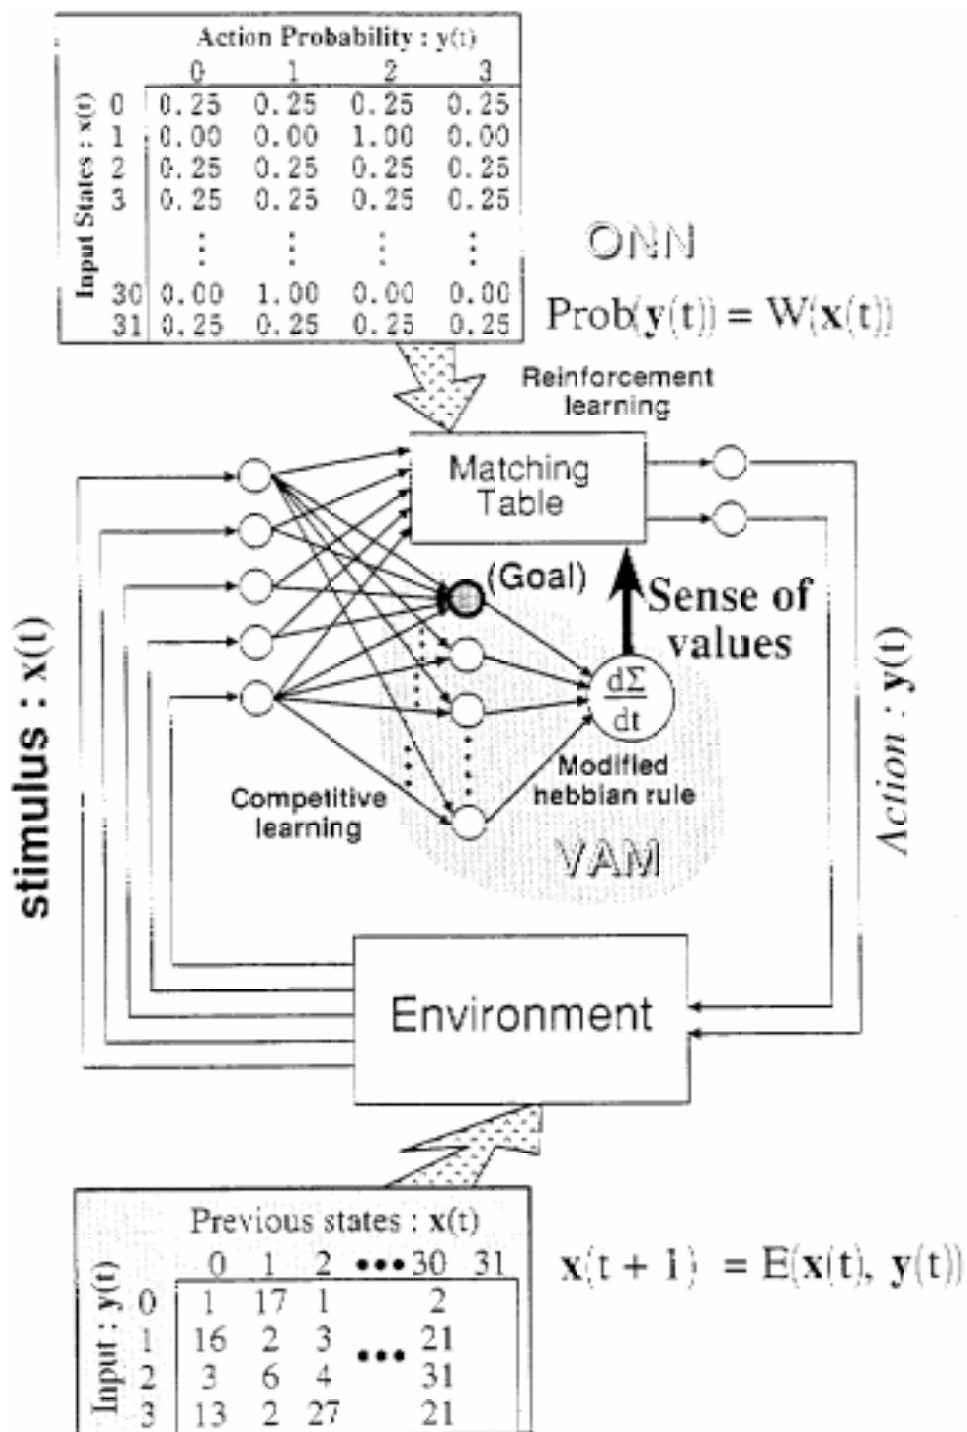 Action Probability : y(t)
0 1 2 3
Input States : x(t)
0 0.25 0.25 0.25 0.25
1 0.00 0.00 1.00 0.00
2 0.25 0.25 0.25 0.25
3 0.25 0.25 0.25 0.25
30 0.00 1.00 0.00 0.00
31 0.25 0.25 0.25 0.25
ONN
Prob(y(t)) = W(x(t))
Reinforcement
learning
Matching
Table
(Goal)
Sense of
values
dΣ
dt
Modified
hebbian rule
Competitive
learning
VAM
stimulus : x(t)
Action : y(t)
Environment
Previous states : x(t)
0 1 2 ••• 30 31
Input : y(t)
0 1 17 1 2
1 16 2 3 ••• 21
2 3 6 4 31
3 13 2 27 21
x(t + 1) = E(x(t), y(t))